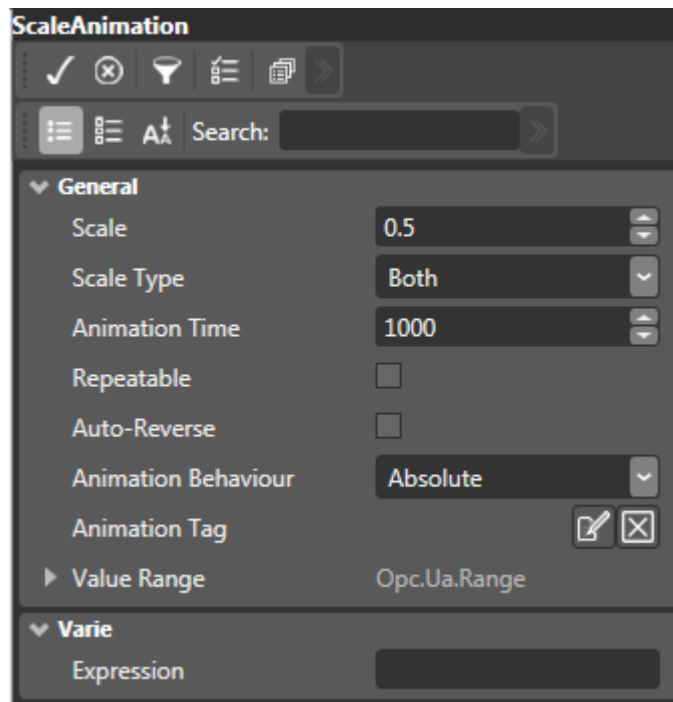 ScaleAnimation
Search:
General
Scale 0.5
Scale Type Both
Animation Time 1000
Repeatable
Auto-Reverse
Animation Behaviour Absolute
Animation Tag
Value Range Opc.Ua.Range
Varie
Expression